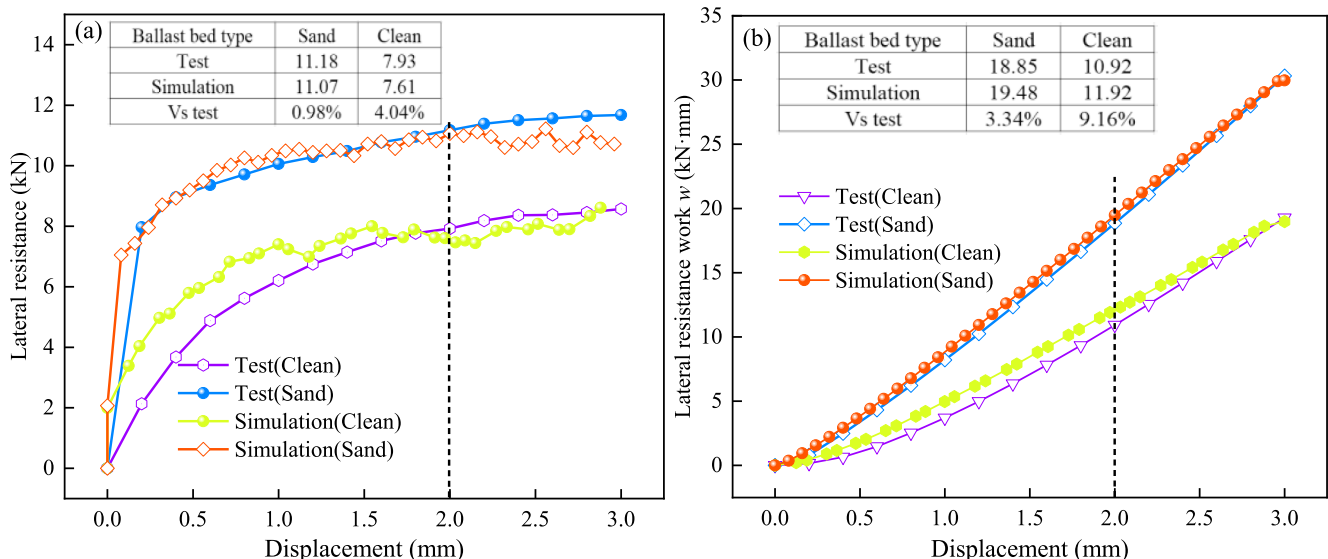 (a)
Ballast bed type Sand Clean
Test 11.18 7.93
Simulation 11.07 7.61
Vs test 0.98% 4.04%
Lateral resistance (kN)
14
12
10
8
6
4
2
0
Test(Clean)
Test(Sand)
Simulation(Clean)
Simulation(Sand)
0.0 0.5 1.0 1.5 2.0 2.5 3.0
Displacement (mm)
(b)
Ballast bed type Sand Clean
Test 18.85 10.92
Simulation 19.48 11.92
Vs test 3.34% 9.16%
Lateral resistance work w (kN·mm)
35
30
25
20
15
10
5
0
Test(Clean)
Test(Sand)
Simulation(Clean)
Simulation(Sand)
0.0 0.5 1.0 1.5 2.0 2.5 3.0
Displacement (mm)